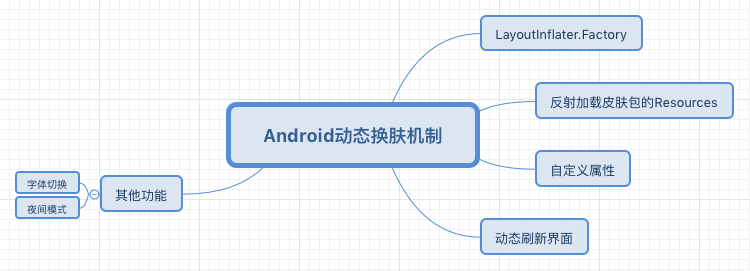 LayoutInflater.Factory
反射加载皮肤包的Resources
Android动态换肤机制
自定义属性
字体切换
其他功能
夜间模式
动态刷新界面